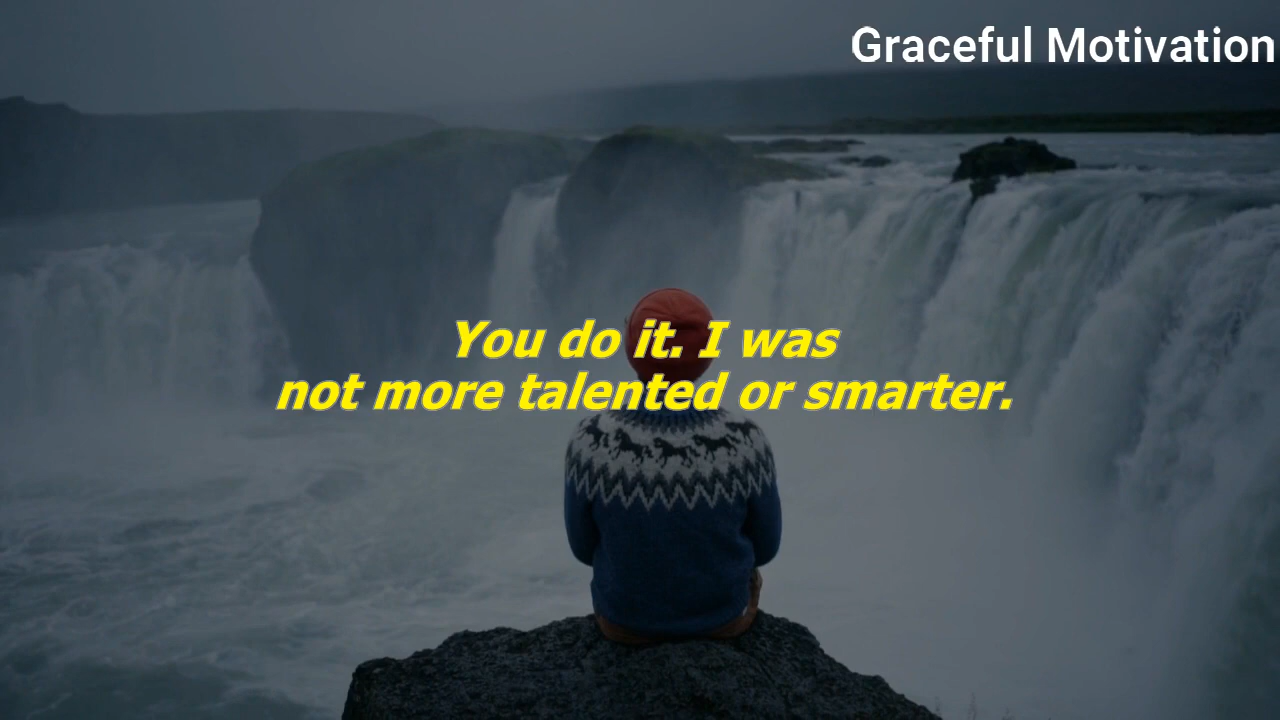 Graceful Motivation
You do it. I was
not more talented or smarter.